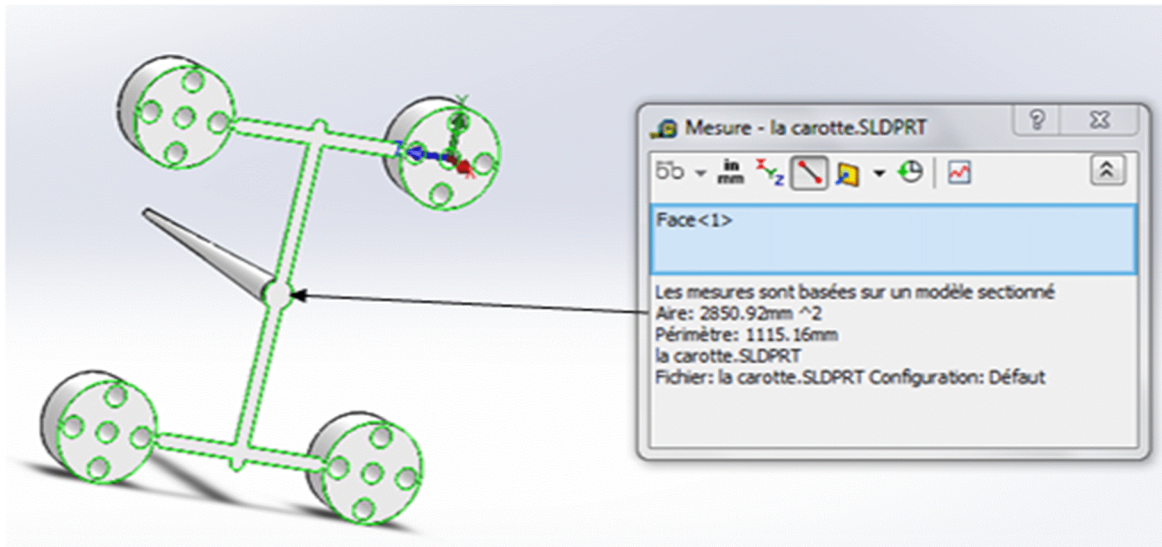 Mesure - la carotte.SLDPRT
in
mm
X
Y
Z
Face<1>
Les mesures sont basées sur un modèle sectionné
Aire: 2850.92mm ^2
Périmètre: 1115.16mm
la carotte.SLDPRT
Fichier: la carotte.SLDPRT Configuration: Défaut